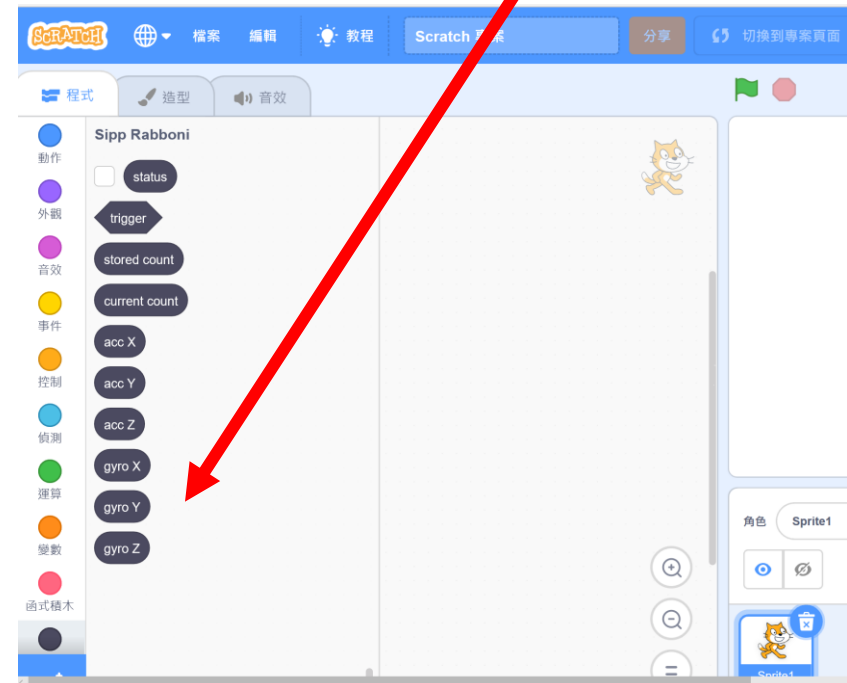 SCRATCH 檔案 編輯 教程 Scratch 專案 分享 切換到專案頁面
程式 造型 音效
動作
外觀
音效
事件
控制
偵測
運算
變數
函式積木
Sipp Rabboni
status
trigger
stored count
current count
acc X
acc Y
acc Z
gyro X
gyro Y
gyro Z
角色 Sprite1
Sprite1